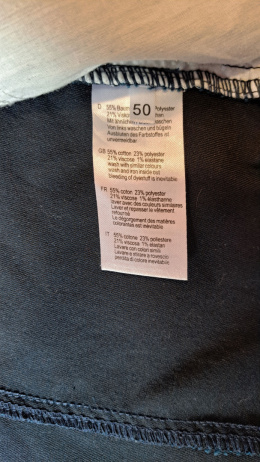 D 55% Baum
50
Polyester
21% Visko
Mit ähnlichen waschen
Von links waschen und bügeln
Ausbluten des Farbstoffes ist
unvermeidbar
GB 55% cotton 23% polyester
21% viscose 1% elastane
wash with similar colours
wash and iron inside out
bleeding of dyestuff is inevitable
FR 55% coton 23% polyester
21% viscose 1% élasthanne
laver avec des couleurs similaires
Laver et repasser le vêtement
retourné
Le dégorgement des matières
colorantes est inévitable
IT 55% cotone 23% poliestere
21% viscosa 1% elastan
Lavare con colori simili
Lavare e stirare a rovescio
perdita di colore inevitabile